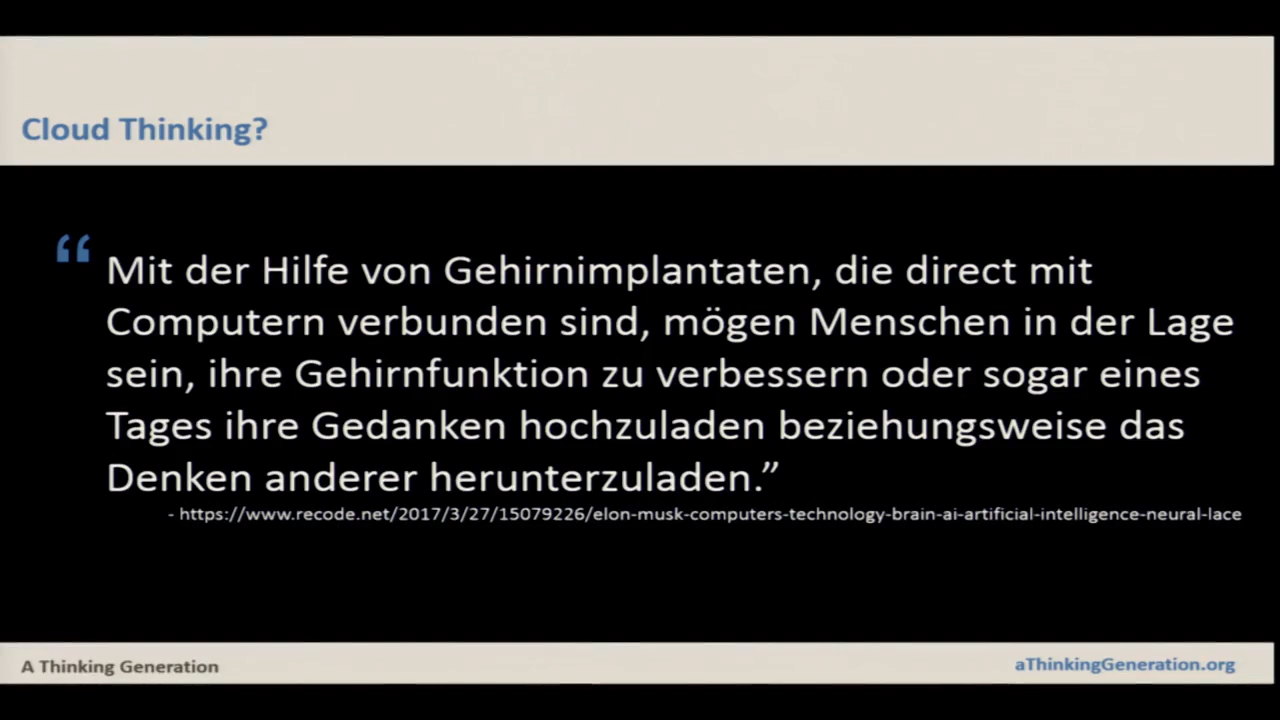 Cloud Thinking?
“ Mit der Hilfe von Gehirnimplantaten, die direct mit
Computern verbunden sind, mögen Menschen in der Lage
sein, ihre Gehirnfunktion zu verbessern oder sogar eines
Tages ihre Gedanken hochzuladen beziehungsweise das
Denken anderer herunterzuladen.”
- https://www.recode.net/2017/3/27/15079226/elon-musk-computers-technology-brain-ai-artificial-intelligence-neural-lace
A Thinking Generation
aThinkingGeneration.org